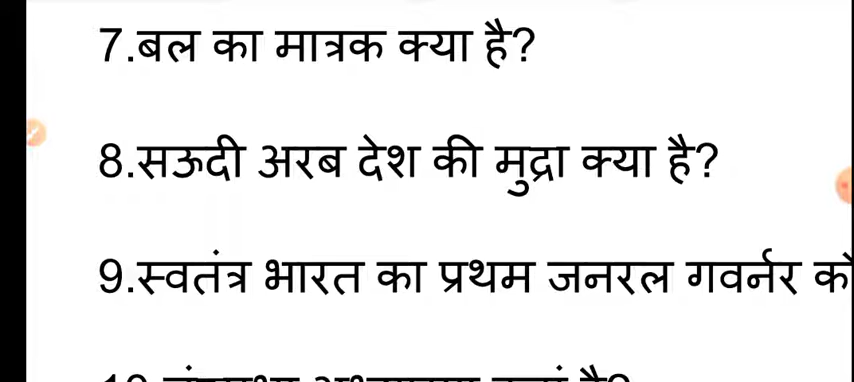 7.बल का मात्रक क्या है?
8.सऊदी अरब देश की मुद्रा क्या है?
9.स्वतंत्र भारत का प्रथम जनरल गवर्नर को